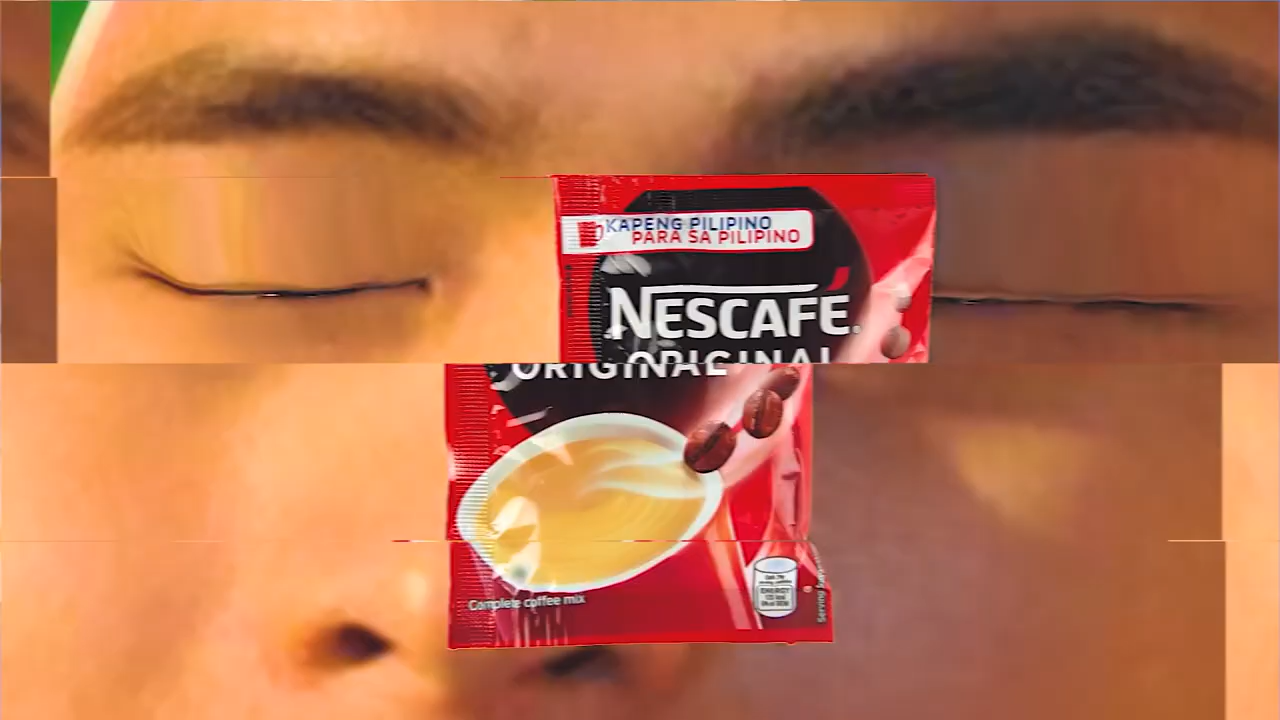 KAPENG PILIPINO
PARA SA PILIPINO
NESCAFÉ.
ORIGINAL
Complete coffee mix
ENERGY